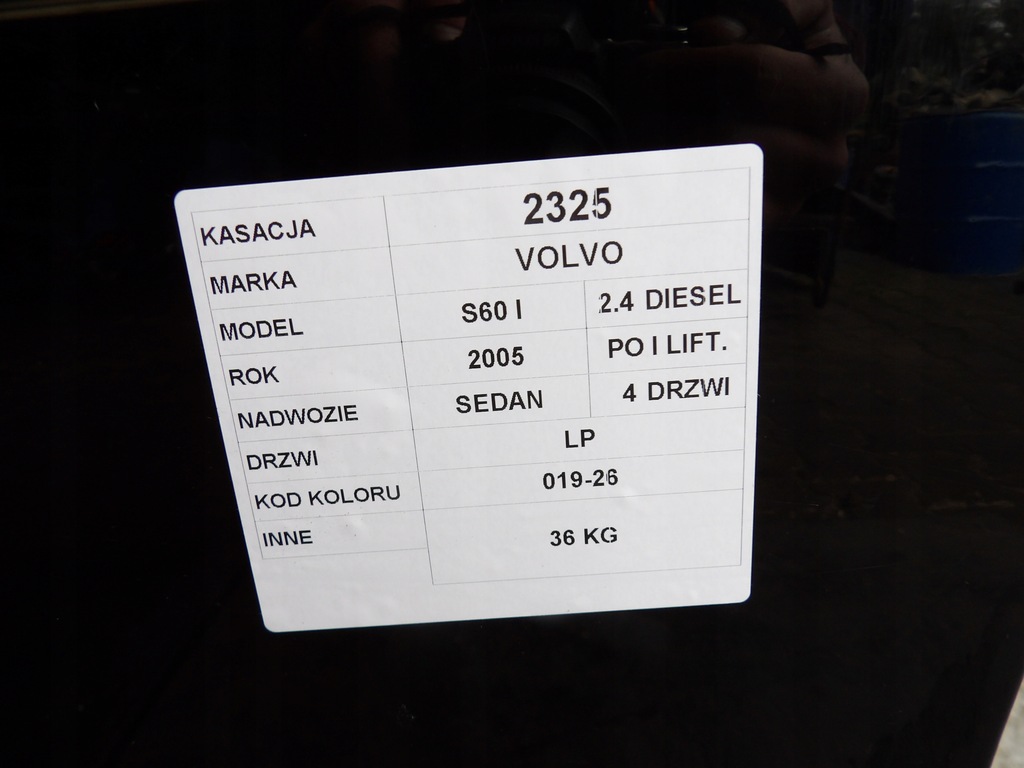 KASACJA 2325
MARKA VOLVO
MODEL S60 I 2.4 DIESEL
ROK 2005 PO I LIFT.
NADWOZIE SEDAN 4 DRZWI
DRZWI LP
KOD KOLORU 019-26
INNE 36 KG